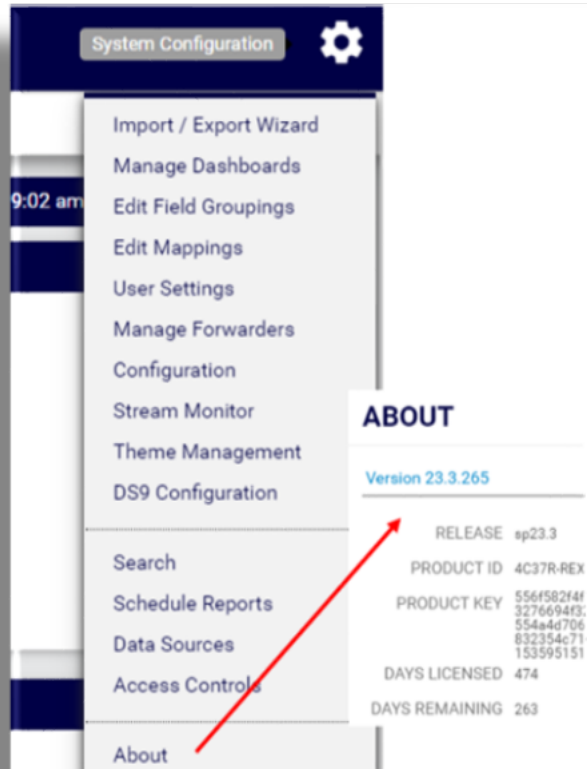 System Configuration
Import / Export Wizard
Manage Dashboards
9:02 am
Edit Field Groupings
Edit Mappings
User Settings
Manage Forwarders
Configuration
Stream Monitor
Theme Management
DS9 Configuration
Search
Schedule Reports
Data Sources
Access Controls
About
ABOUT
Version 23.3.265
RELEASE sp23.3
PRODUCT ID 4C37R-REX
PRODUCT KEY 556f582f4f
3276694f32
554a4d706
832354c71
153595151
DAYS LICENSED 474
DAYS REMAINING 263